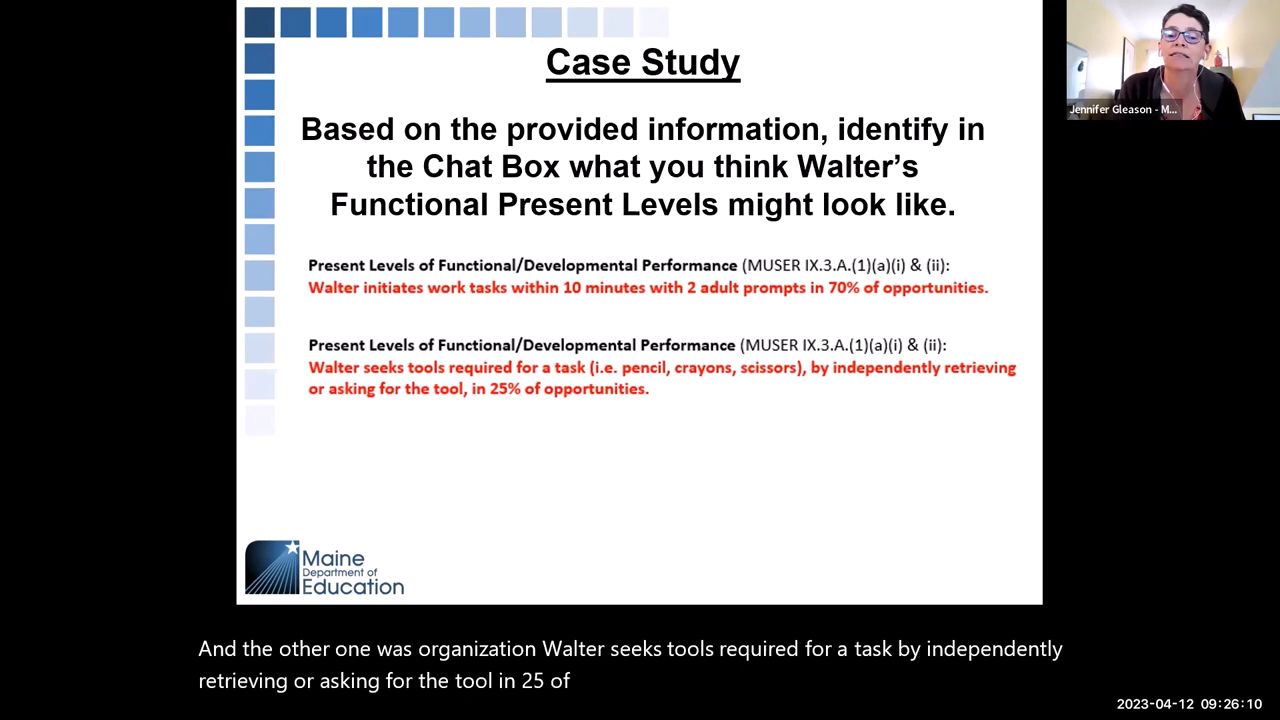 Case Study
Based on the provided information, identify in
the Chat Box what you think Walter's
Functional Present Levels might look like.
Present Levels of Functional/Developmental Performance (MUSER IX.3.A.(1)(a)(i) & (ii):
Walter initiates work tasks within 10 minutes with 2 adult prompts in 70% of opportunities.
Present Levels of Functional/Developmental Performance (MUSER IX.3.A.(1)(a)(i) & (ii):
Walter seeks tools required for a task (i.e. pencil, crayons, scissors), by independently retrieving
or asking for the tool, in 25% of opportunities.
Maine
Department of
Education
Jennifer Gleason - M...
And the other one was organization Walter seeks tools required for a task by independently
retrieving or asking for the tool in 25 of
2023-04-12 09:26:10